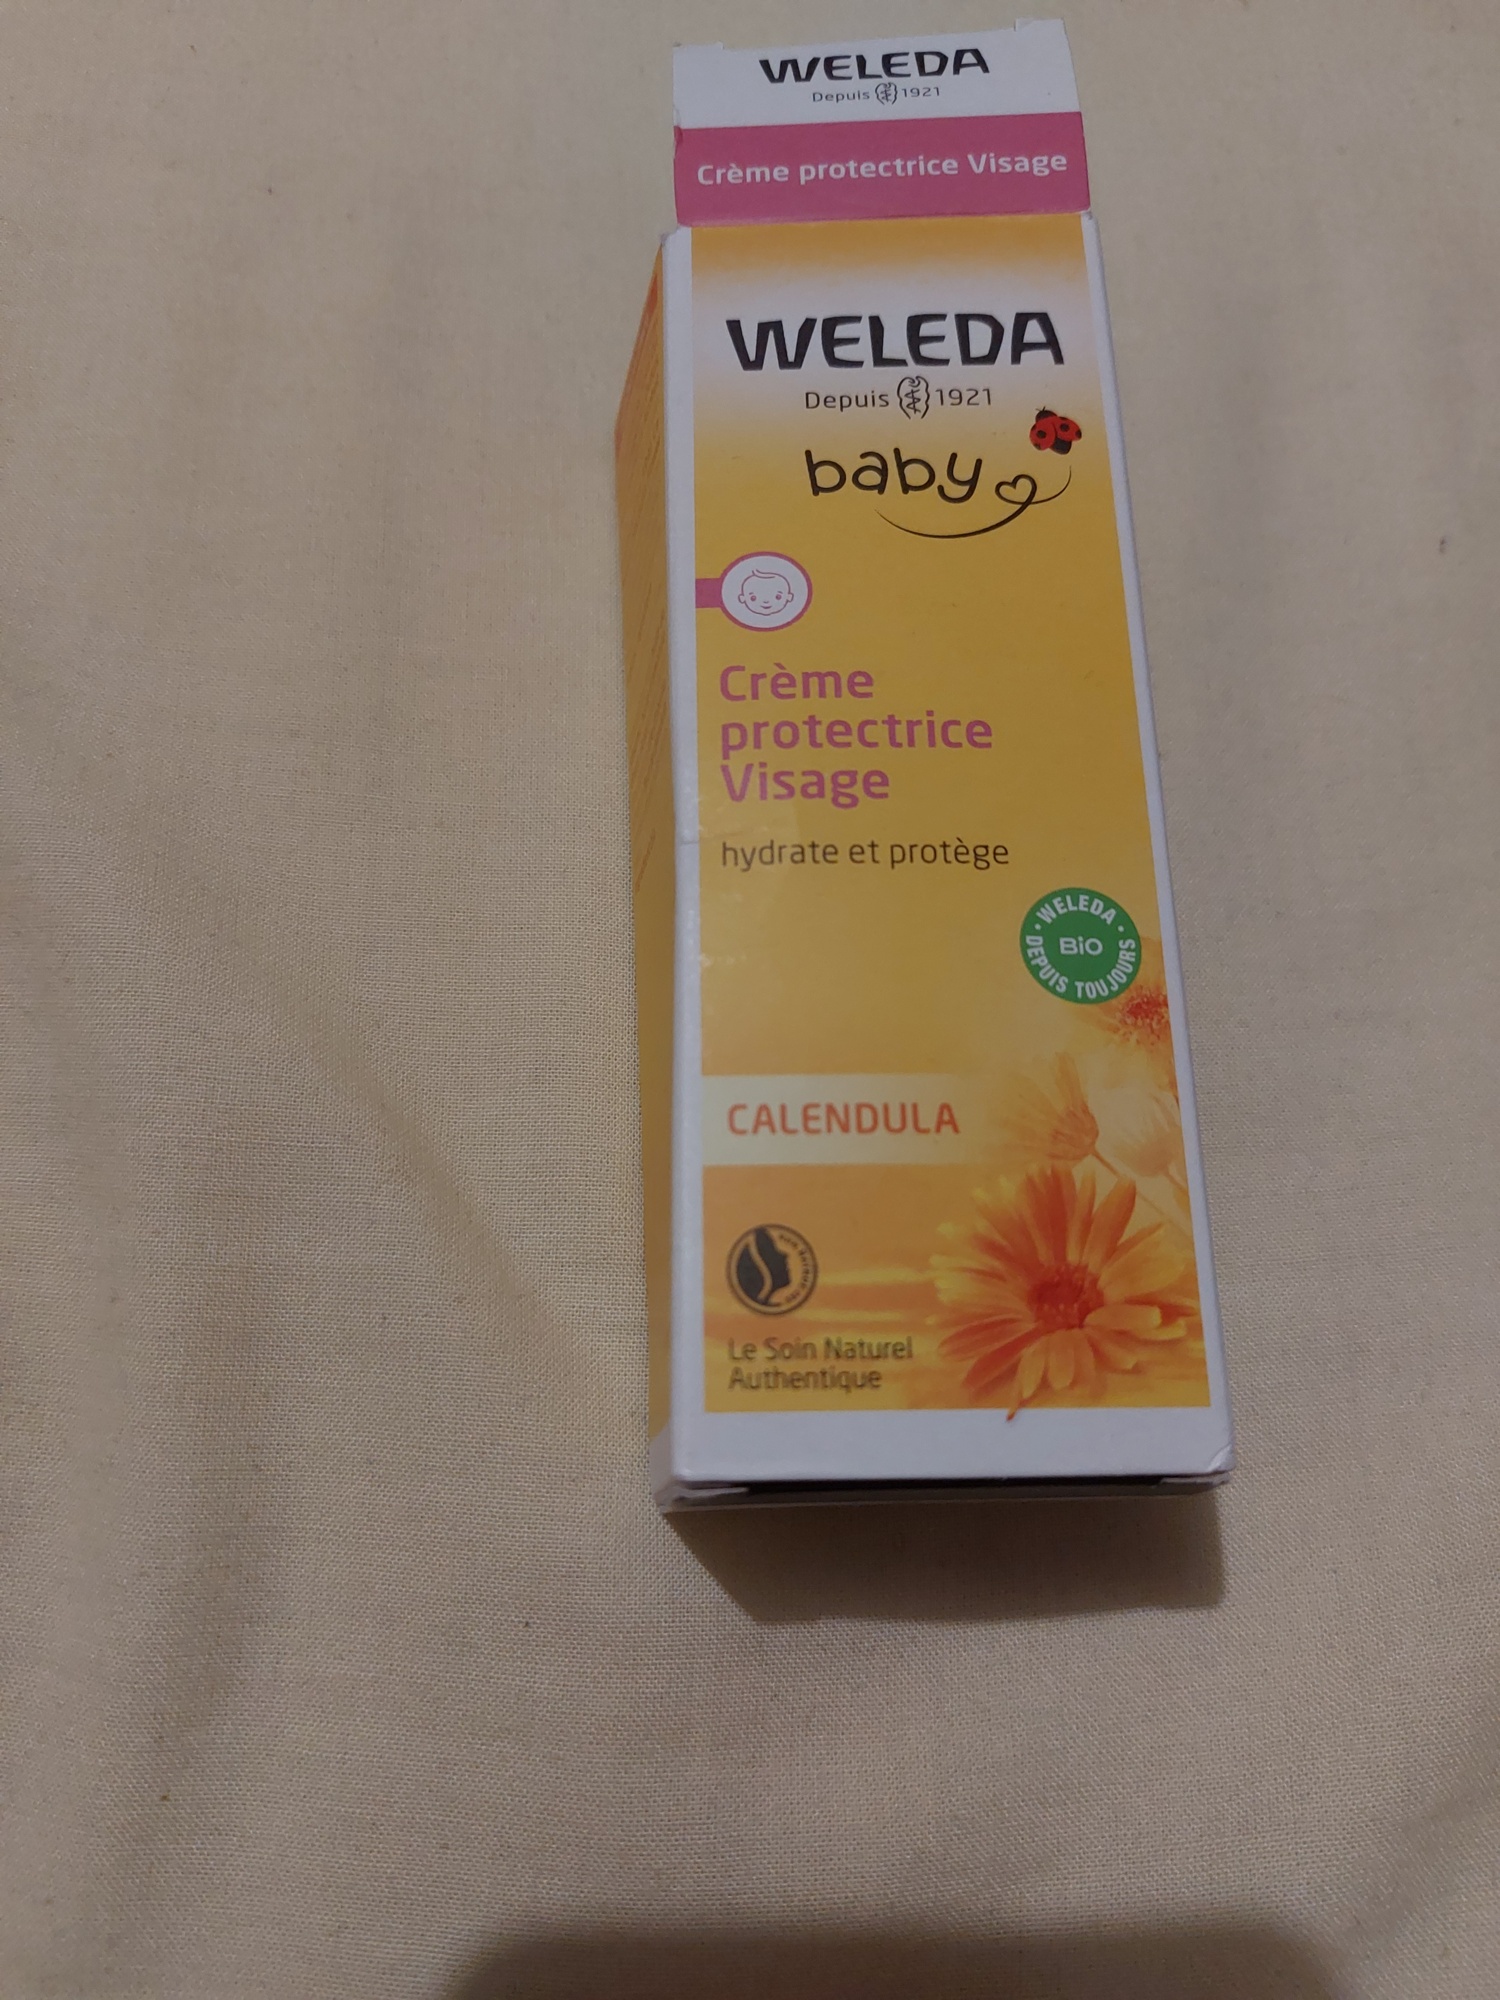 WELEDA
Depuis 1921
Crème protectrice Visage
WELEDA
Depuis 1921
baby
Crème
protectrice
Visage
hydrate et protège
WELEDA
BiO
DEPUIS TOUJOURS
CALENDULA
Le Soin Naturel
Authentique